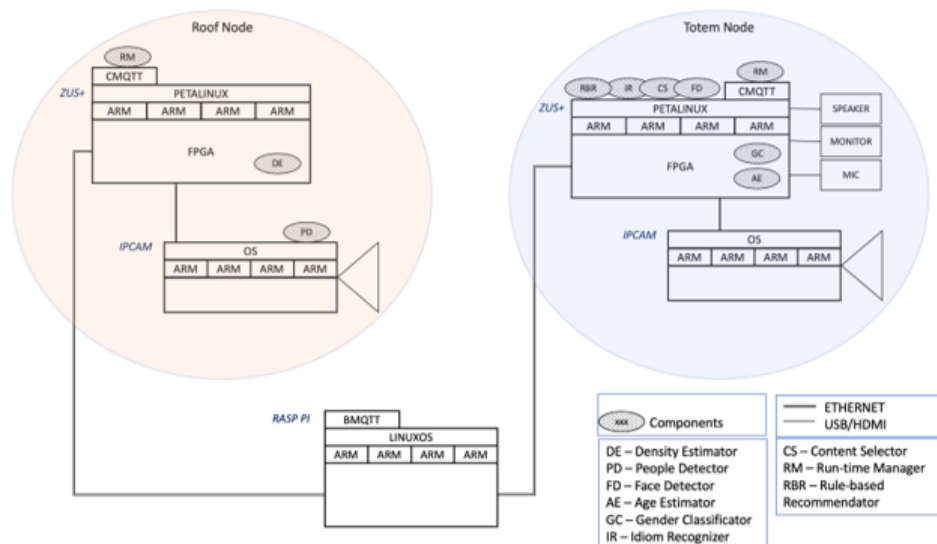 Roof Node
RM
CMQTT
ZUS+
PETALINUX
ARM ARM ARM ARM
FPGA
DE
PD
IPCAM
OS
ARM ARM ARM ARM
Totem Node
RBR IR CS FD RM
CMQTT
ZUS+
PETALINUX
ARM ARM ARM ARM
FPGA
GC
AE
SPEAKER
MONITOR
MIC
IPCAM
OS
ARM ARM ARM ARM
RASP PI
BMQTT
LINUXOS
ARM ARM ARM ARM
xxx Components
DE – Density Estimator
PD – People Detector
FD – Face Detector
AE – Age Estimator
GC – Gender Classificator
IR – Idiom Recognizer
ETHERNET
USB/HDMI
CS – Content Selector
RM – Run-time Manager
RBR – Rule-based
Recommendator